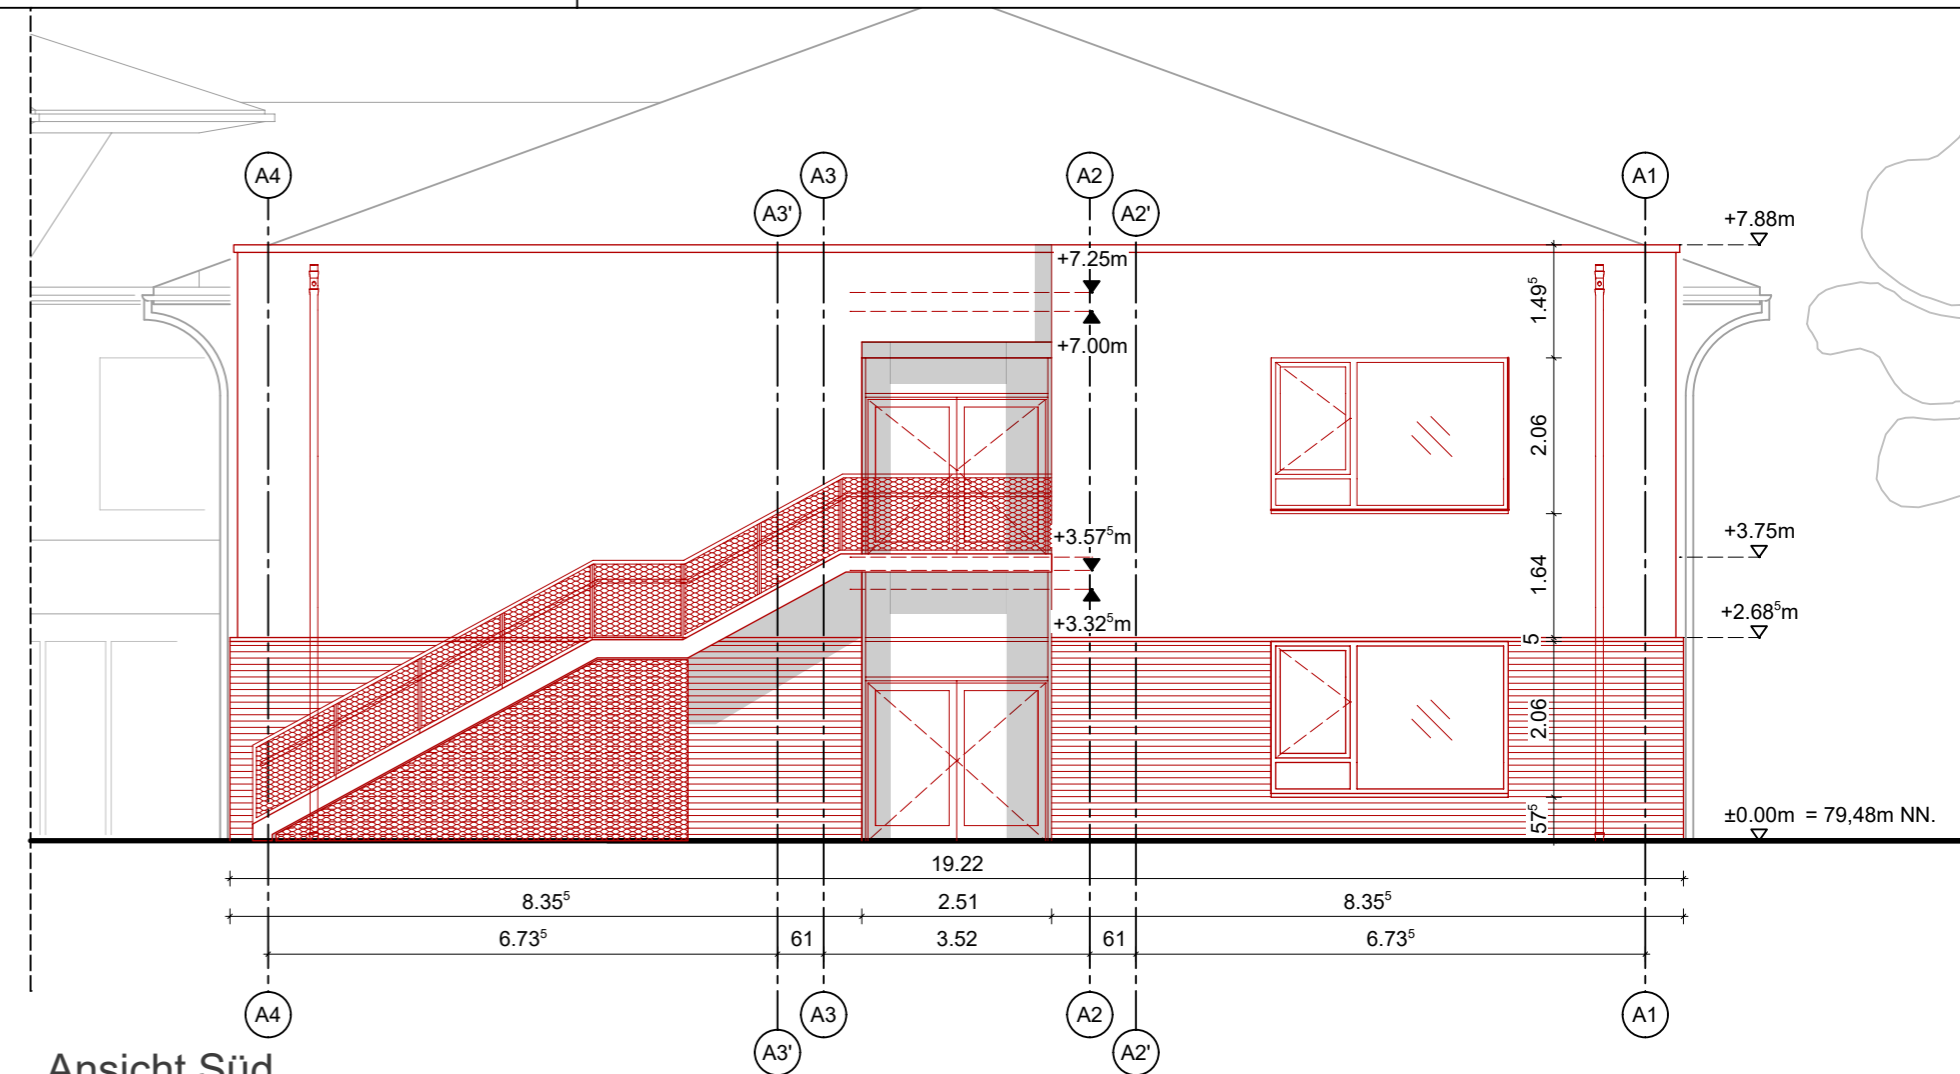 A4
A3'
A3
A2
A2'
A1
+7.88m
+7.25m
+7.00m
1.49⁵
2.06
+3.57⁵m
+3.75m
1.64
+3.32⁵m
+2.68⁵m
5
2.06
57⁵
±0.00m = 79,48m NN.
19.22
8.35⁵ 2.51 8.35⁵
6.73⁵ 61 3.52 61 6.73⁵
A4
A3'
A3
A2
A2'
A1
Ansicht Süd